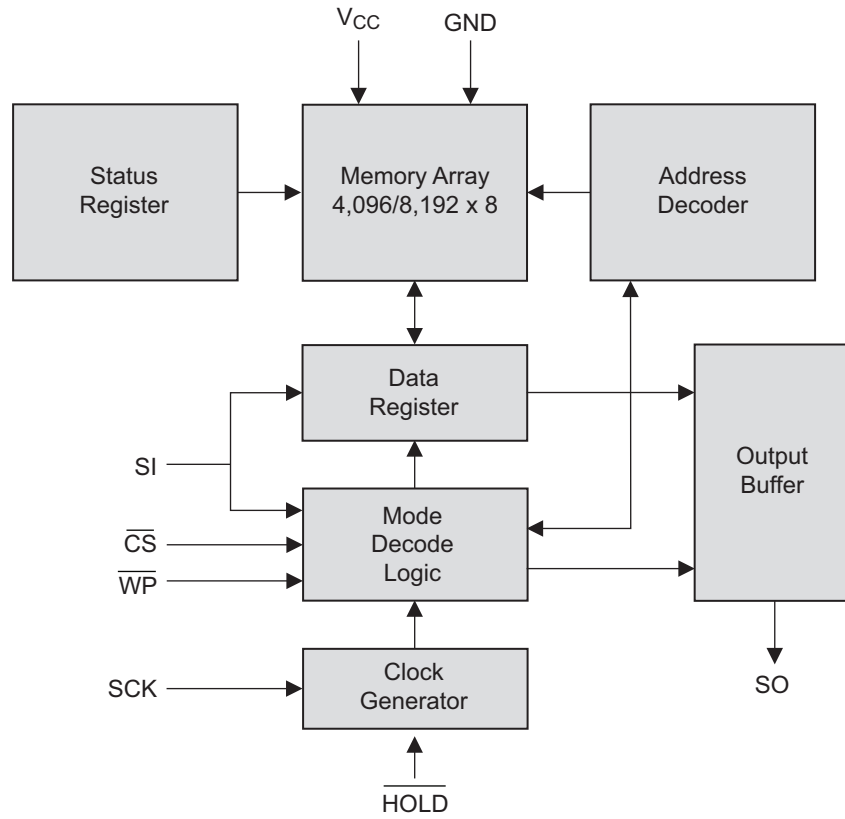 VCC
GND
Status
Register
Memory Array
4,096/8,192 x 8
Address
Decoder
Data
Register
Output
Buffer
SI
Mode
Decode
Logic
CS
WP
SCK
Clock
Generator
SO
HOLD